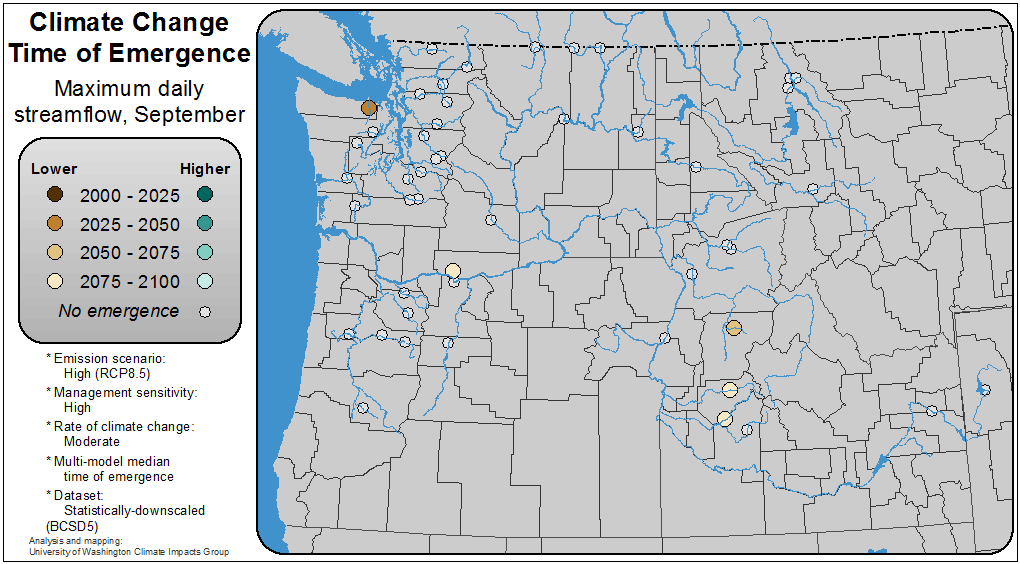 Climate Change
Time of Emergence
Maximum daily
streamflow, September
Lower Higher
2000 - 2025
2025 - 2050
2050 - 2075
2075 - 2100
No emergence
* Emission scenario:
High (RCP8.5)
* Management sensitivity:
High
* Rate of climate change:
Moderate
* Multi-model median
time of emergence
* Dataset:
Statistically-downscaled
(BCSD5)
Analysis and mapping:
University of Washington Climate Impacts Group